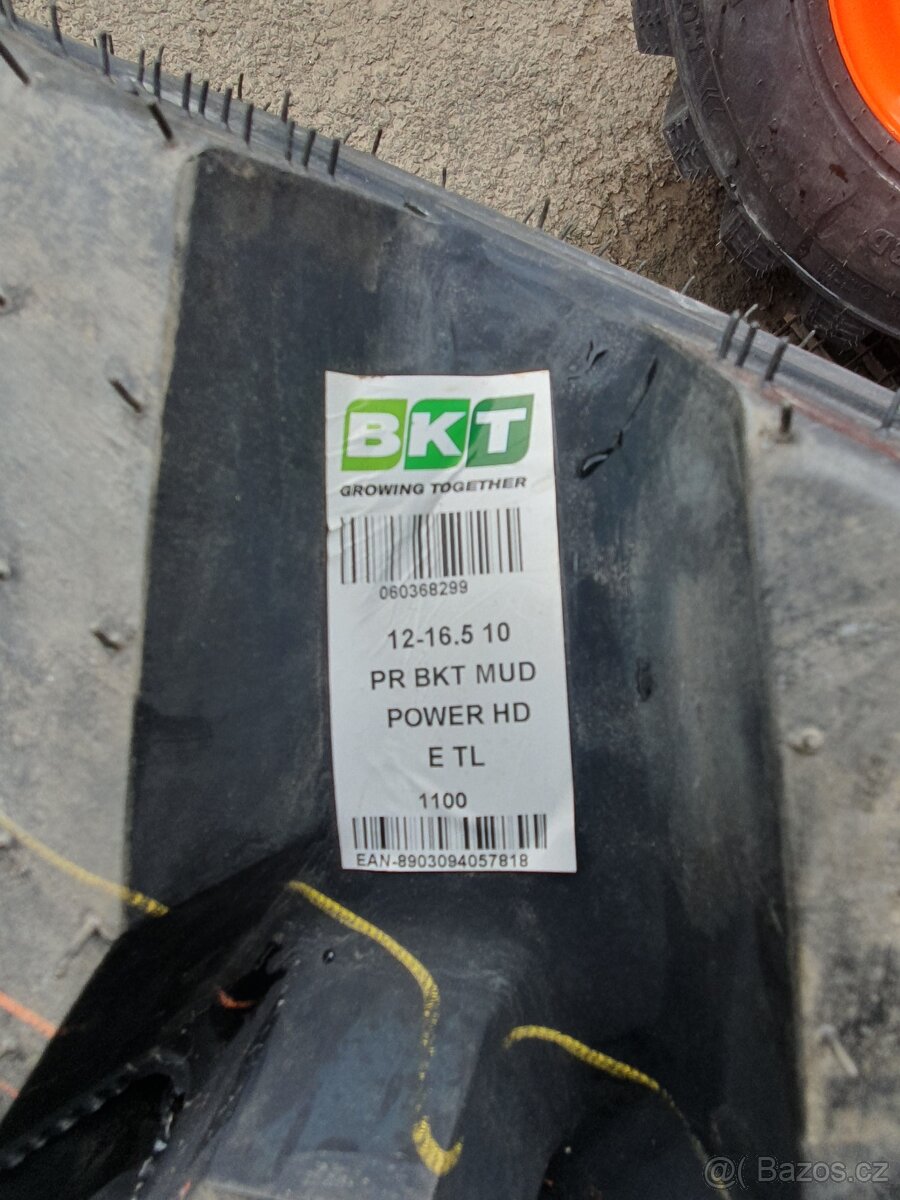 BKT
GROWING TOGETHER
060368299
12-16.5 10
PR BKT MUD
POWER HD
E TL
1100
EAN-8903094057818
@( Bazos.cz